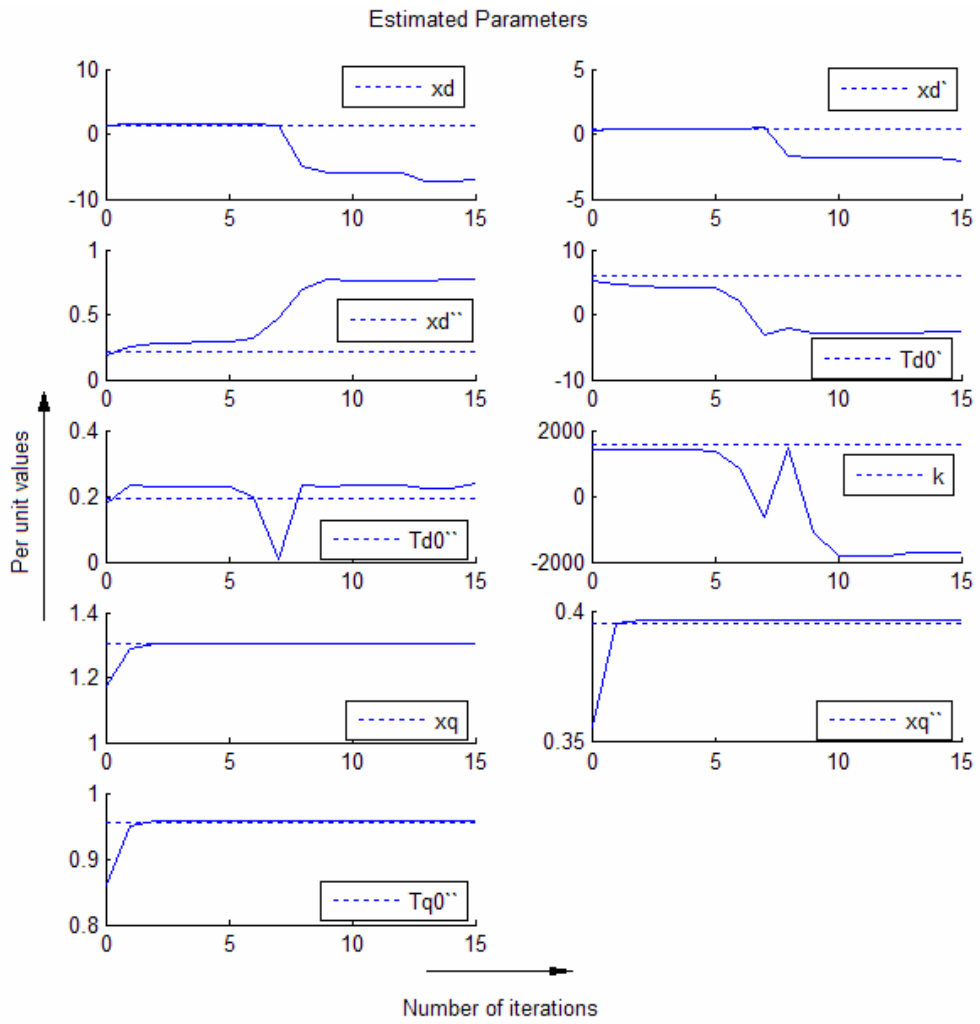 Estimated Parameters
10
0
-10
0 5 10 15
xd
5
0
-5
0 5 10 15
xd`
1
0.5
0
0 5 10 15
xd``
10
0
-10
0 5 10 15
Td0`
0.4
0.2
0
0 5 10 15
Td0``
2000
0
-2000
0 5 10 15
k
1.4
1.2
1
0 5 10 15
xq
0.4
0.35
0 5 10 15
xq``
1
0.9
0.8
0 5 10 15
Tq0``
Per unit values
Number of iterations